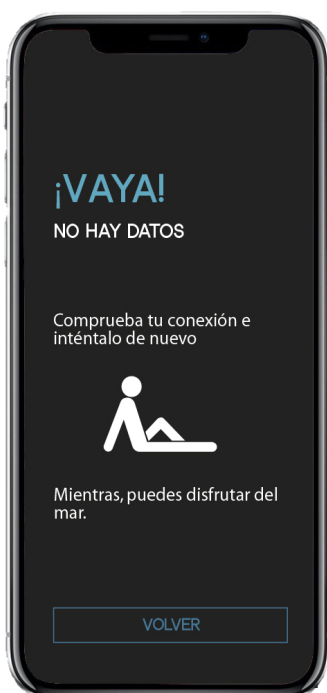 ¡VAYA!
NO HAY DATOS
Comprueba tu conexión e
inténtalo de nuevo
Mientras, puedes disfrutar del
mar.
VOLVER